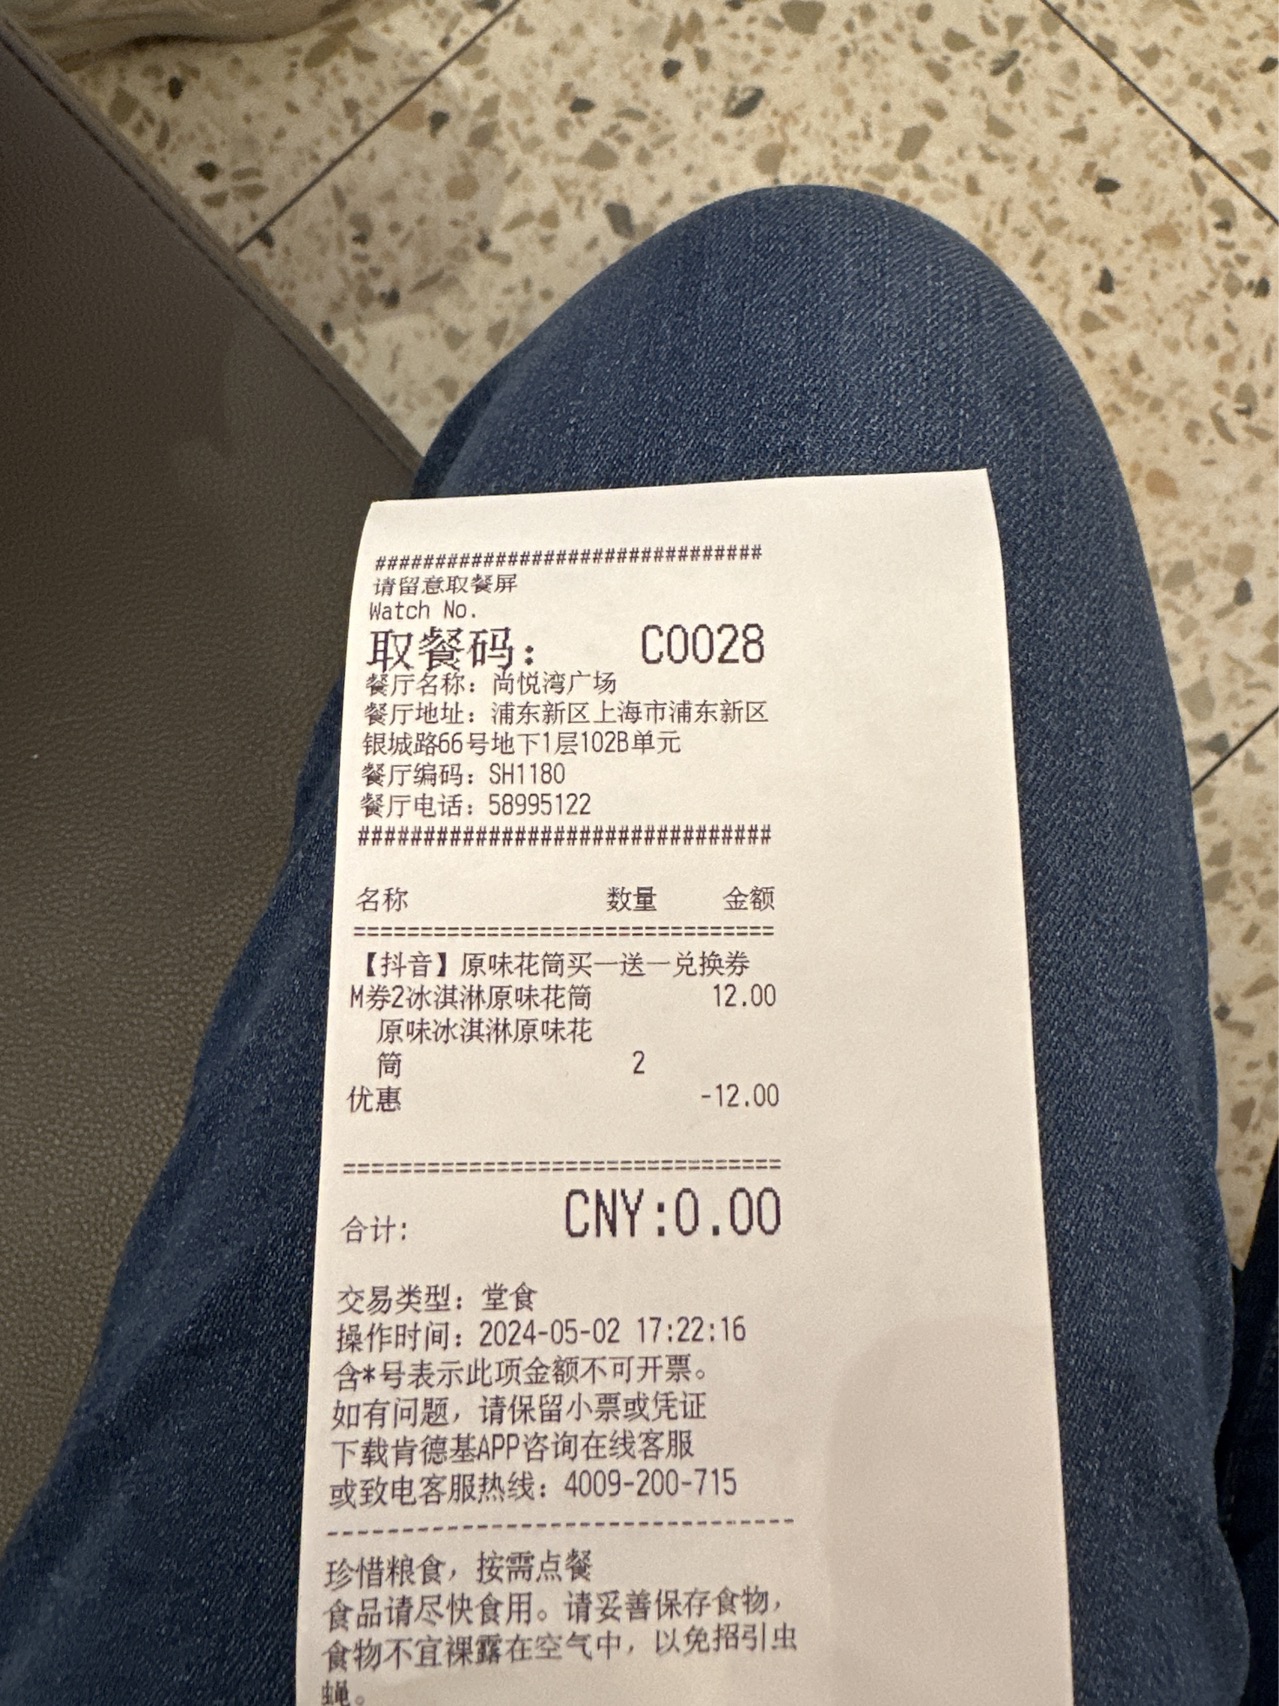 ################################
请留意取餐屏
Watch No.
取餐码： C0028
餐厅名称：尚悦湾广场
餐厅地址：浦东新区上海市浦东新区
银城路66号地下1层102B单元
餐厅编码：SH1180
餐厅电话：58995122
################################
名称 数量 金额
================================
【抖音】原味花筒买一送一兑换券
M券2冰淇淋原味花筒 12.00
原味冰淇淋原味花
筒 2
优惠 -12.00
================================
合计： CNY:0.00
交易类型：堂食
操作时间：2024-05-02 17:22:16
含*号表示此项金额不可开票。
如有问题，请保留小票或凭证
下载肯德基APP咨询在线客服
或致电客服热线：4009-200-715
--------------------------------
珍惜粮食，按需点餐
食品请尽快食用。请妥善保存食物，
食物不宜裸露在空气中，以免招引虫
蝇。